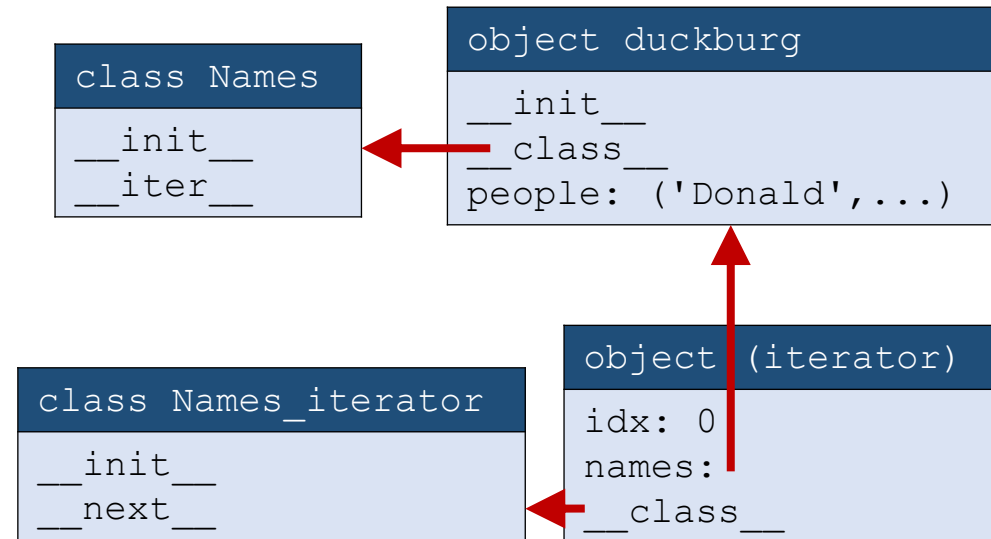 class Names
__init__
__iter__
object duckburg
__init__
__class__
people: ('Donald',...)
class Names_iterator
__init__
__next__
object (iterator)
idx: 0
names:
__class__